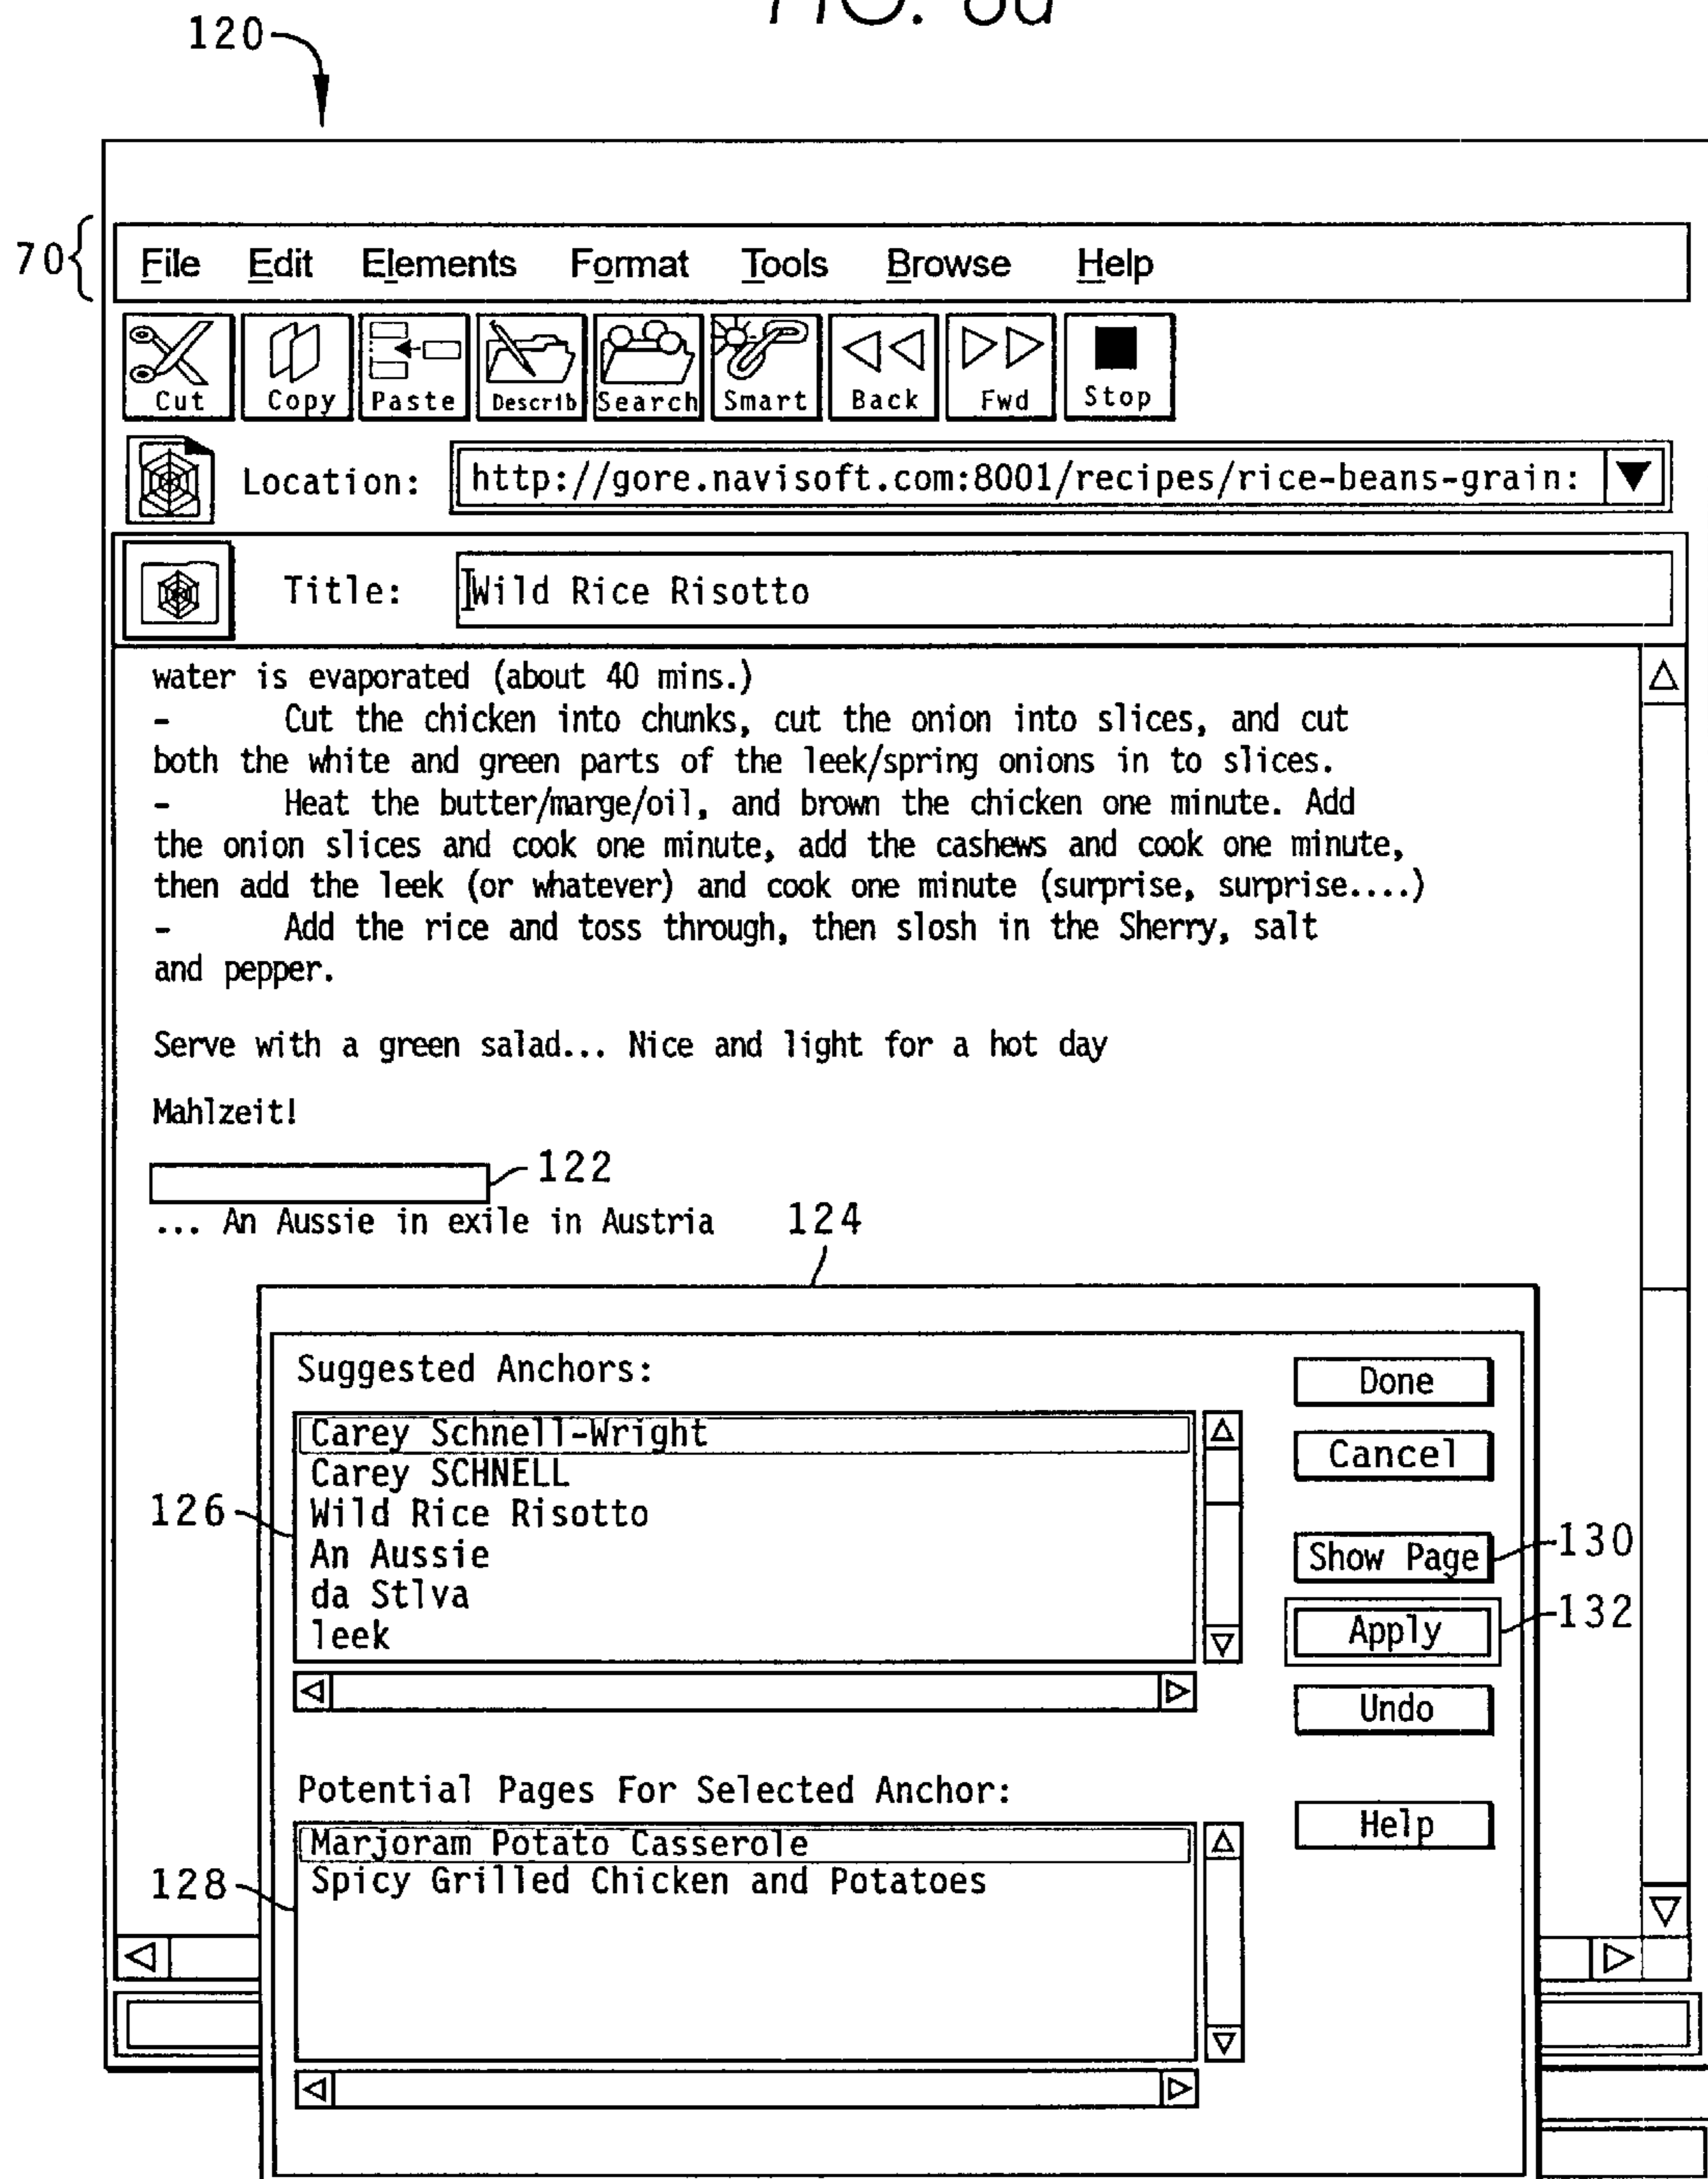 120
70
File Edit Elements Format Tools Browse Help
Cut Copy Paste Describ Search Smart Back Fwd Stop
Location: http://gore.navisoft.com:8001/recipes/rice-beans-grain:
Title: Wild Rice Risotto
water is evaporated (about 40 mins.)
- Cut the chicken into chunks, cut the onion into slices, and cut
both the white and green parts of the leek/spring onions in to slices.
- Heat the butter/marge/oil, and brown the chicken one minute. Add
the onion slices and cook one minute, add the cashews and cook one minute,
then add the leek (or whatever) and cook one minute (surprise, surprise....)
- Add the rice and toss through, then slosh in the Sherry, salt
and pepper.
Serve with a green salad... Nice and light for a hot day
Mahlzeit!
122
... An Aussie in exile in Austria 124
Suggested Anchors:
Done
Carey Schnell-Wright
Cancel
Carey SCHNELL
126
Wild Rice Risotto
An Aussie
Show Page 130
da Stlva
Apply 132
leek
Undo
Potential Pages For Selected Anchor:
Help
Marjoram Potato Casserole
128
Spicy Grilled Chicken and Potatoes